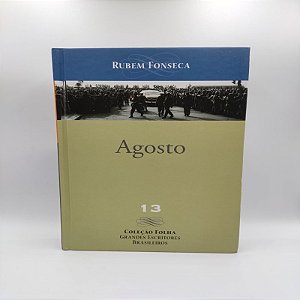 Rubem Fonseca
Agosto
13
Coleção Folha
Grandes Escritores
Brasileiros